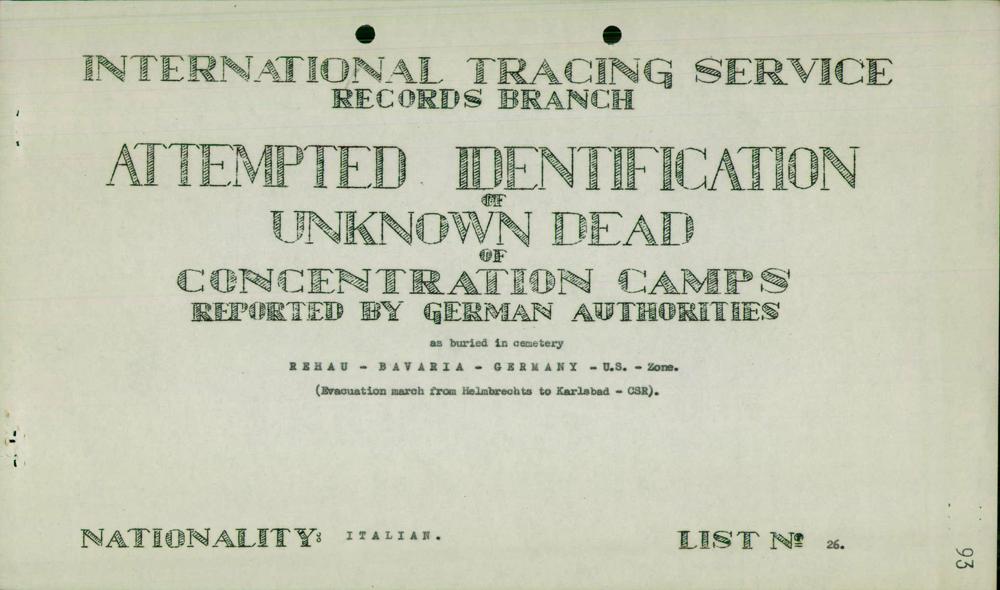 INTERNATIONAL TRACING SERVICE
RECORDS BRANCH
ATTEMPTED IDENTIFICATION
OF
UNKNOWN DEAD
OF
CONCENTRATION CAMPS
REPORTED BY GERMAN AUTHORITIES
as buried in cemetery
REHAU - BAVARIA - GERMANY - U.S. - Zone.
(Evacuation march from Helmbrechts to Karlsbad - CSR).
NATIONALITY: ITALIAN. LIST Nº 26.
93